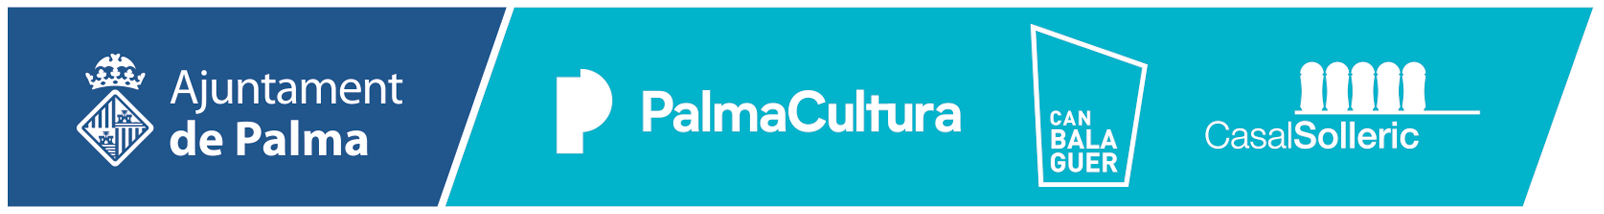 Ajuntament
de Palma
PalmaCultura
CAN
BALA
GUER
CasalSolleric